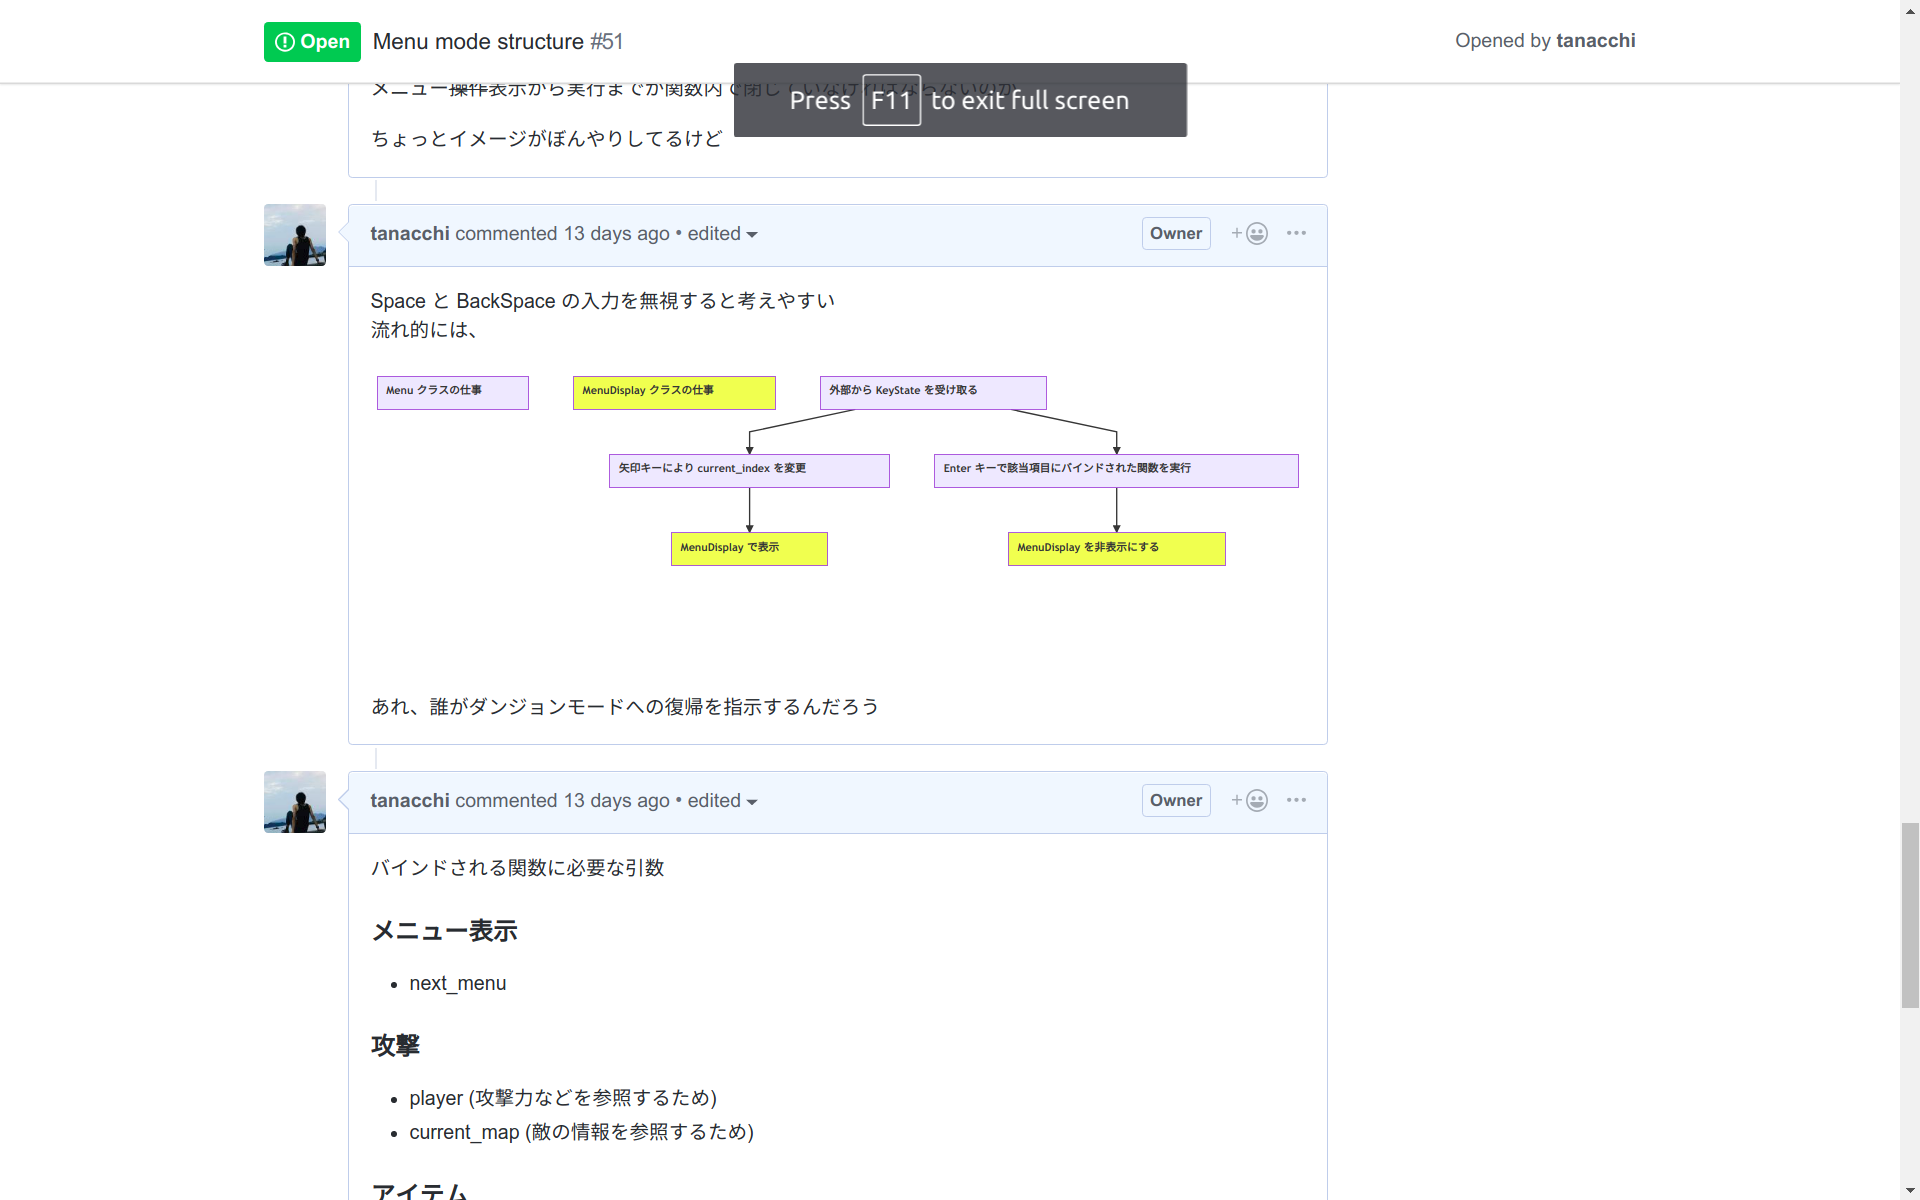 Open Menu mode structure #51
Opened by tanacchi
メニュー操作表示から実行までが関数内で閉じていなければならないのか
Press F11 to exit full screen
ちょっとイメージがぼんやりしてるけど
tanacchi commented 13 days ago • edited
Owner
Space と BackSpace の入力を無視すると考えやすい
流れ的には、
Menu クラスの仕事
MenuDisplay クラスの仕事
外部から KeyState を受け取る
矢印キーにより current_index を変更
Enter キーで該当項目にバインドされた関数を実行
MenuDisplay で表示
MenuDisplay を非表示にする
あれ、誰がダンジョンモードへの復帰を指示するんだろう
tanacchi commented 13 days ago • edited
Owner
バインドされる関数に必要な引数
メニュー表示
• next_menu
攻撃
• player (攻撃力などを参照するため)
• current_map (敵の情報を参照するため)
アイテム